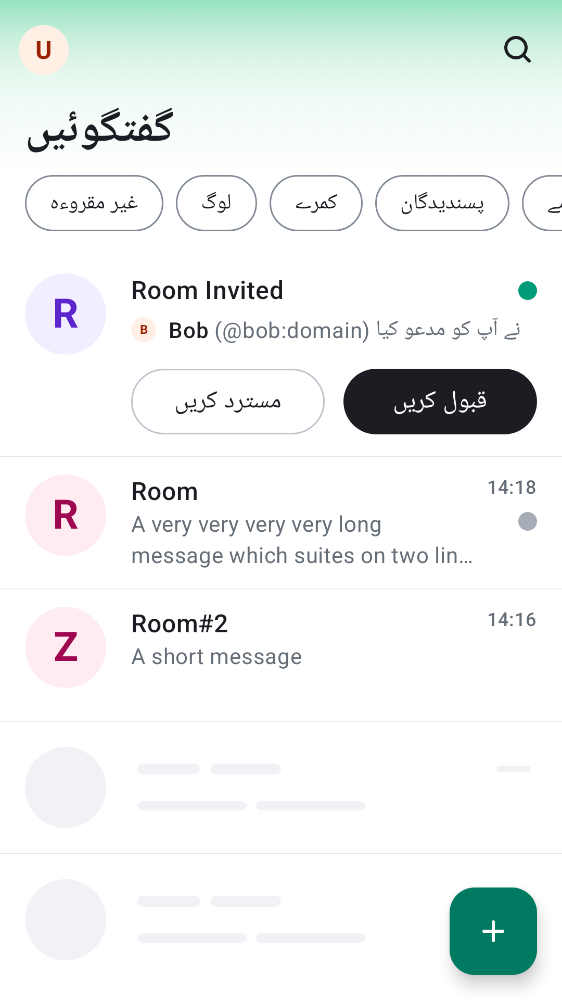 U
گفتگوئیں
غیر مقروءہ
لوگ
کمرے
پسندیدگان
R
Room Invited
B
Bob (@bob:domain) نے آپ کو مدعو کیا
مسترد کریں
قبول کریں
R
Room
14:18
A very very very very long
message which suites on two lin…
Z
Room#2
14:16
A short message